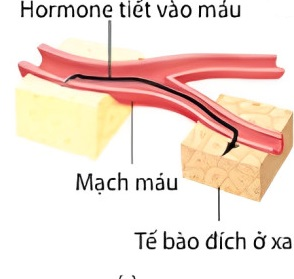 Hormone tiết vào máu
Mạch máu
Tế bào đích ở xa